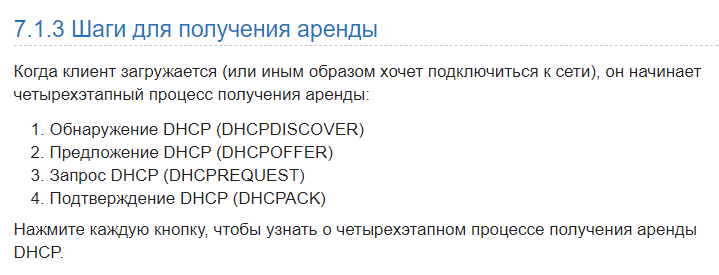 7.1.3 Шаги для получения аренды
Когда клиент загружается (или иным образом хочет подключиться к сети), он начинает
четырехэтапный процесс получения аренды:
1. Обнаружение DHCP (DHCPDISCOVER)
2. Предложение DHCP (DHCPOFFER)
3. Запрос DHCP (DHCPREQUEST)
4. Подтверждение DHCP (DHCPACK)
Нажмите каждую кнопку, чтобы узнать о четырехэтапном процессе получения аренды
DHCP.